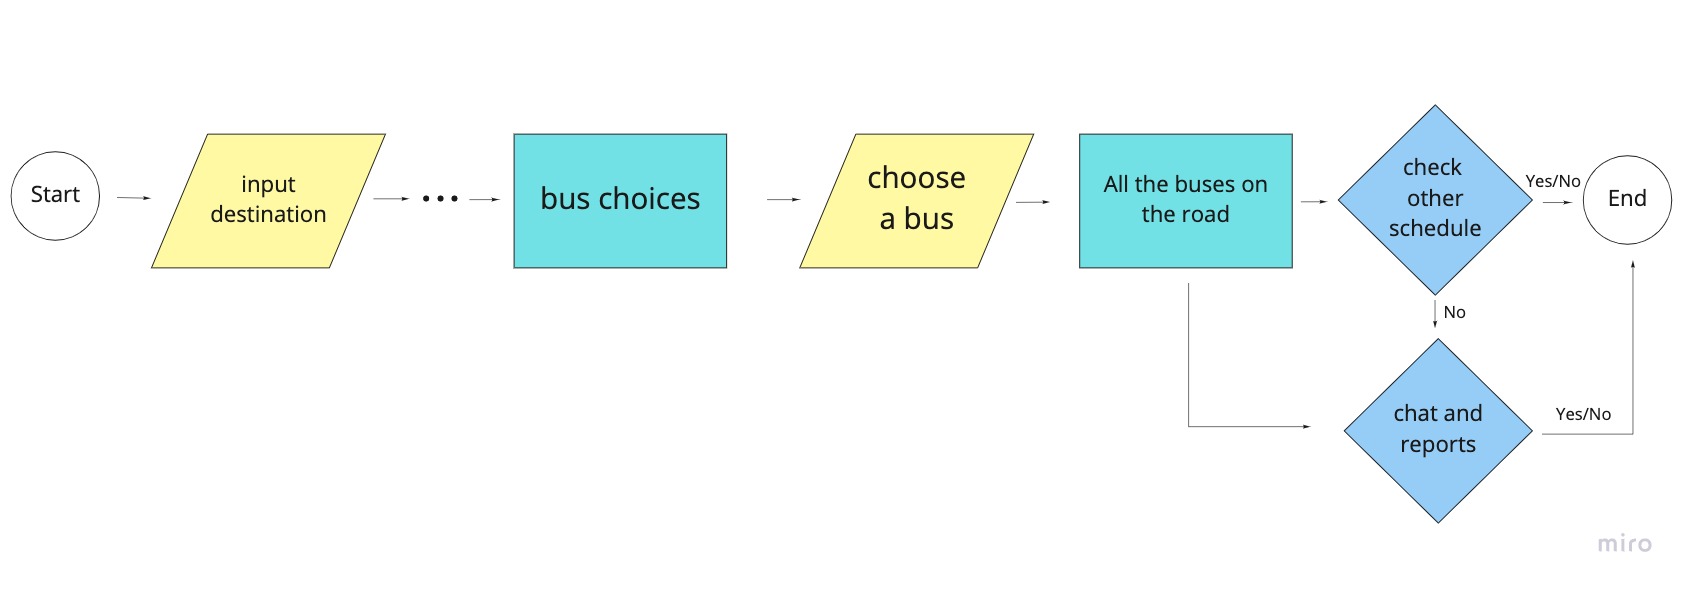 Start
input
destination
...
bus choices
choose
a bus
All the buses on
the road
check
other
schedule
Yes/No
End
No
chat and
reports
Yes/No
miro